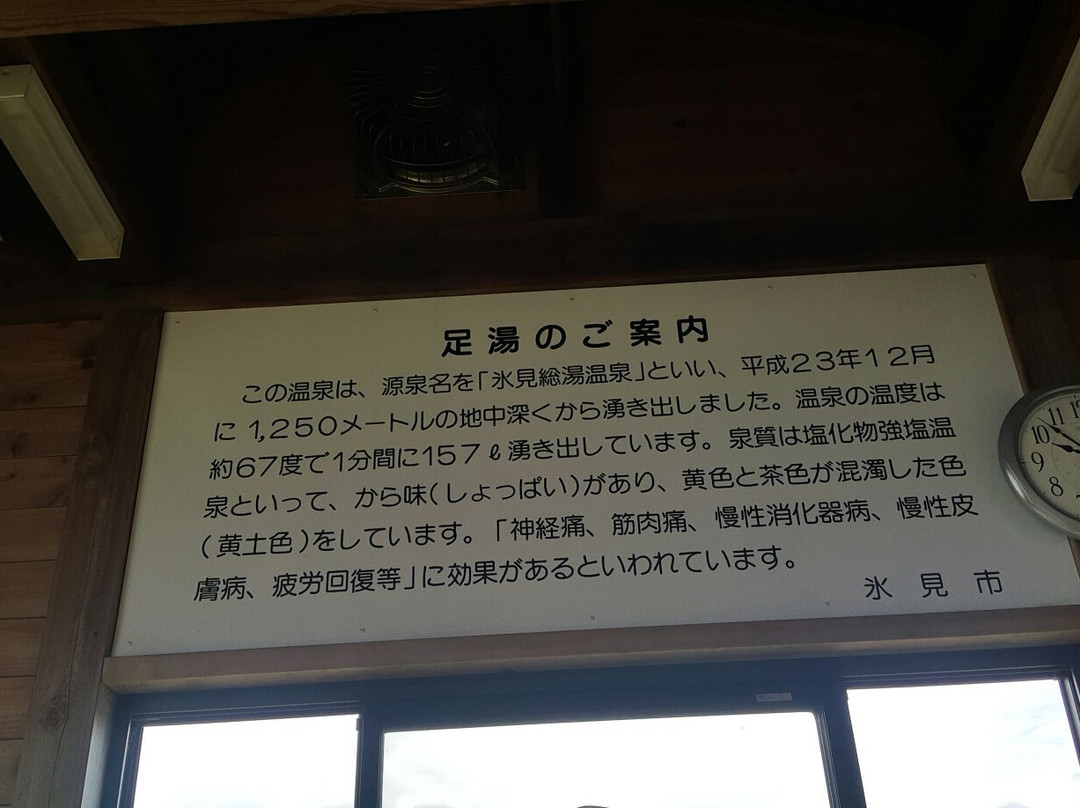 足湯のご案内
この温泉は、源泉名を「氷見総湯温泉」といい、平成23年12月
に1,250メートルの地中深くから湧き出しました。温泉の温度は
約67度で1分間に157ℓ湧き出しています。泉質は塩化物強塩温
泉といって、から味(しょっぱい)があり、黄色と茶色が混濁した色
(黄土色)をしています。「神経痛、筋肉痛、慢性消化器病、慢性皮
膚病、疲労回復等」に効果があるといわれています。
氷見市
11
10
9
8